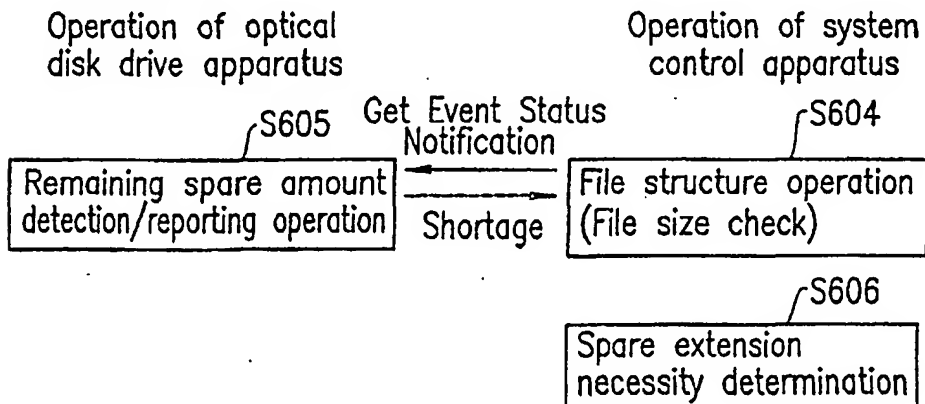 Operation of optical
disk drive apparatus
Operation of system
control apparatus
S605
Get Event Status
Notification
S604
Remaining spare amount
detection/reporting operation
Shortage
File structure operation
(File size check)
S606
Spare extension
necessity determination